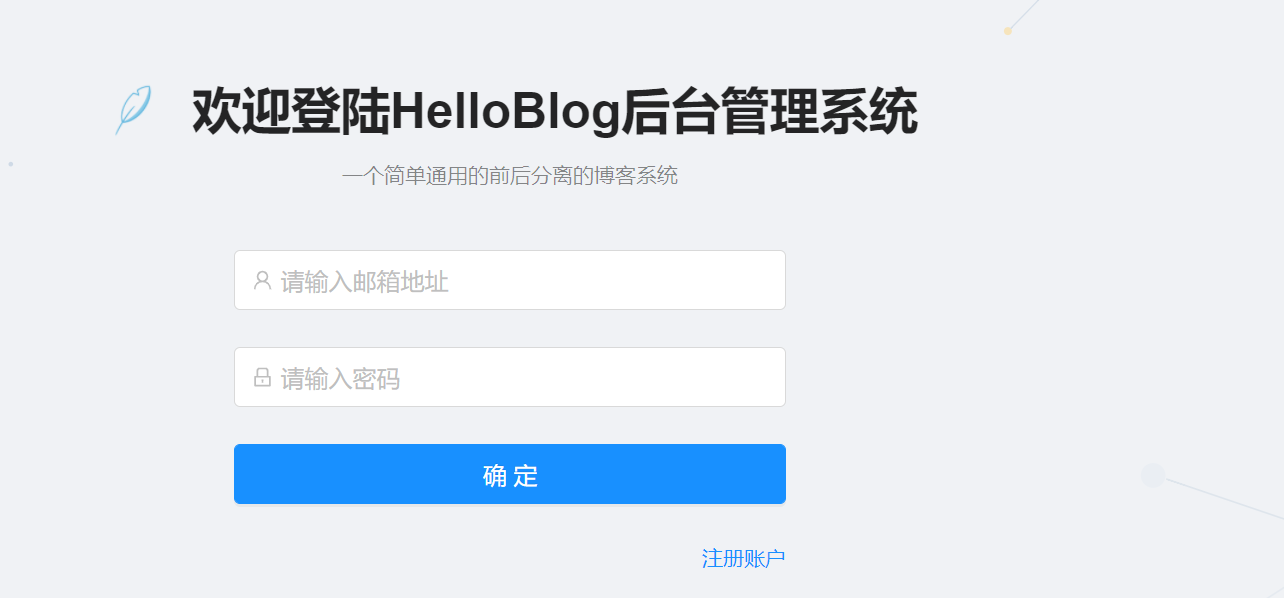 欢迎登陆HelloBlog后台管理系统
一个简单通用的前后分离的博客系统
请输入邮箱地址
请输入密码
确 定
注册账户